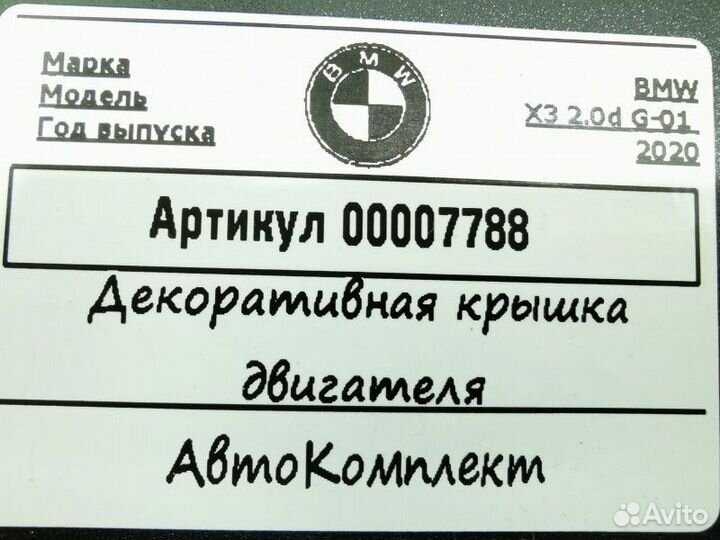 Марка BMW
Модель X3 2.0d G-01
Год выпуска 2020
BMW
Артикул 00007788
Декоративная крышка
двигателя
АвтоКомплект
Avito